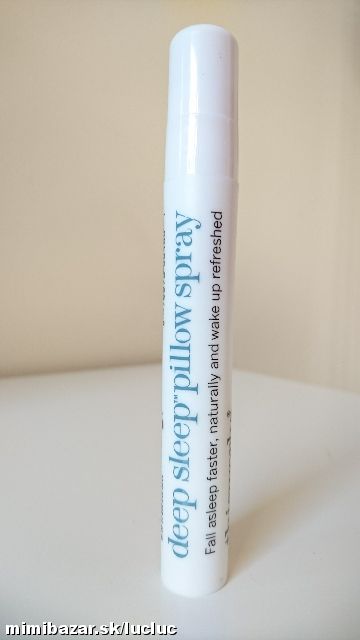 deep sleep™ pillow spray
Fall asleep faster, naturally and wake up refreshed
mimibazar.sk/lucluc